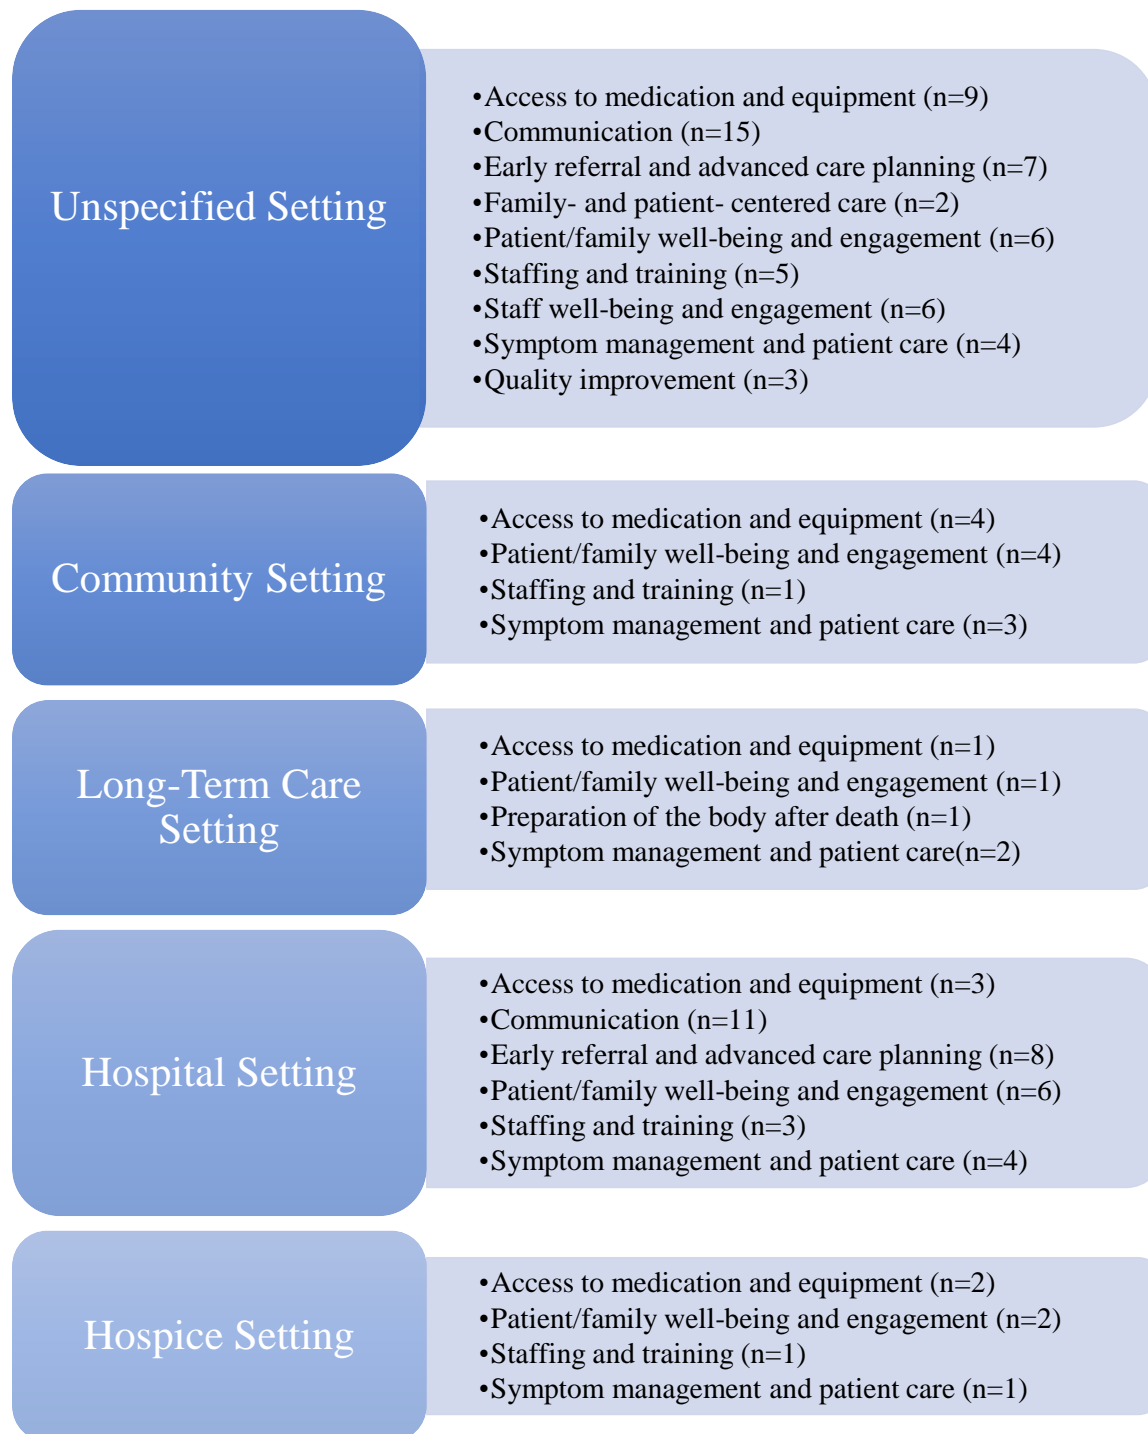 Unspecified Setting
•Access to medication and equipment (n=9)
•Communication (n=15)
•Early referral and advanced care planning (n=7)
•Family- and patient- centered care (n=2)
•Patient/family well-being and engagement (n=6)
•Staffing and training (n=5)
•Staff well-being and engagement (n=6)
•Symptom management and patient care (n=4)
•Quality improvement (n=3)
Community Setting
•Access to medication and equipment (n=4)
•Patient/family well-being and engagement (n=4)
•Staffing and training (n=1)
•Symptom management and patient care (n=3)
Long-Term Care
Setting
•Access to medication and equipment (n=1)
•Patient/family well-being and engagement (n=1)
•Preparation of the body after death (n=1)
•Symptom management and patient care(n=2)
Hospital Setting
•Access to medication and equipment (n=3)
•Communication (n=11)
•Early referral and advanced care planning (n=8)
•Patient/family well-being and engagement (n=6)
•Staffing and training (n=3)
•Symptom management and patient care (n=4)
Hospice Setting
•Access to medication and equipment (n=2)
•Patient/family well-being and engagement (n=2)
•Staffing and training (n=1)
•Symptom management and patient care (n=1)